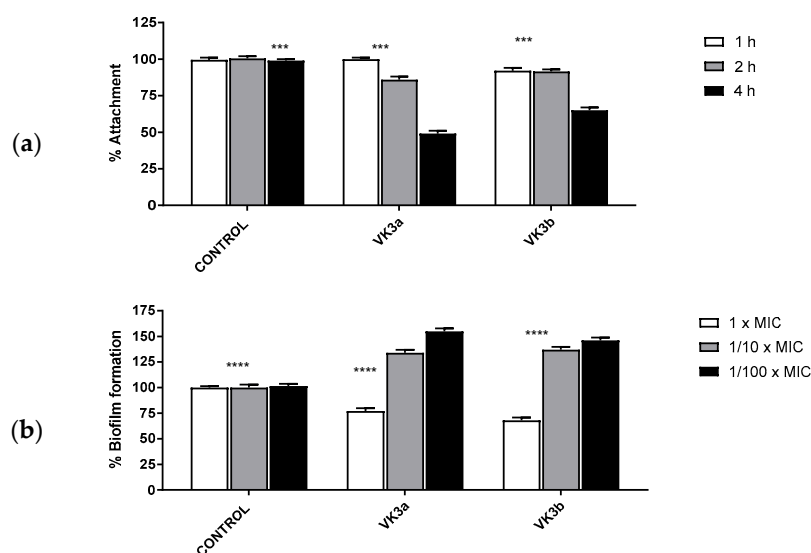 (a)
% Attachment
125
100
75
50
25
0
***
***
***
CONTROL
VK3a
VK3b
1 h
2 h
4 h
(b)
% Biofilm formation
175
150
125
100
75
50
25
0
****
****
****
CONTROL
VK3a
VK3b
1 x MIC
1/10 x MIC
1/100 x MIC